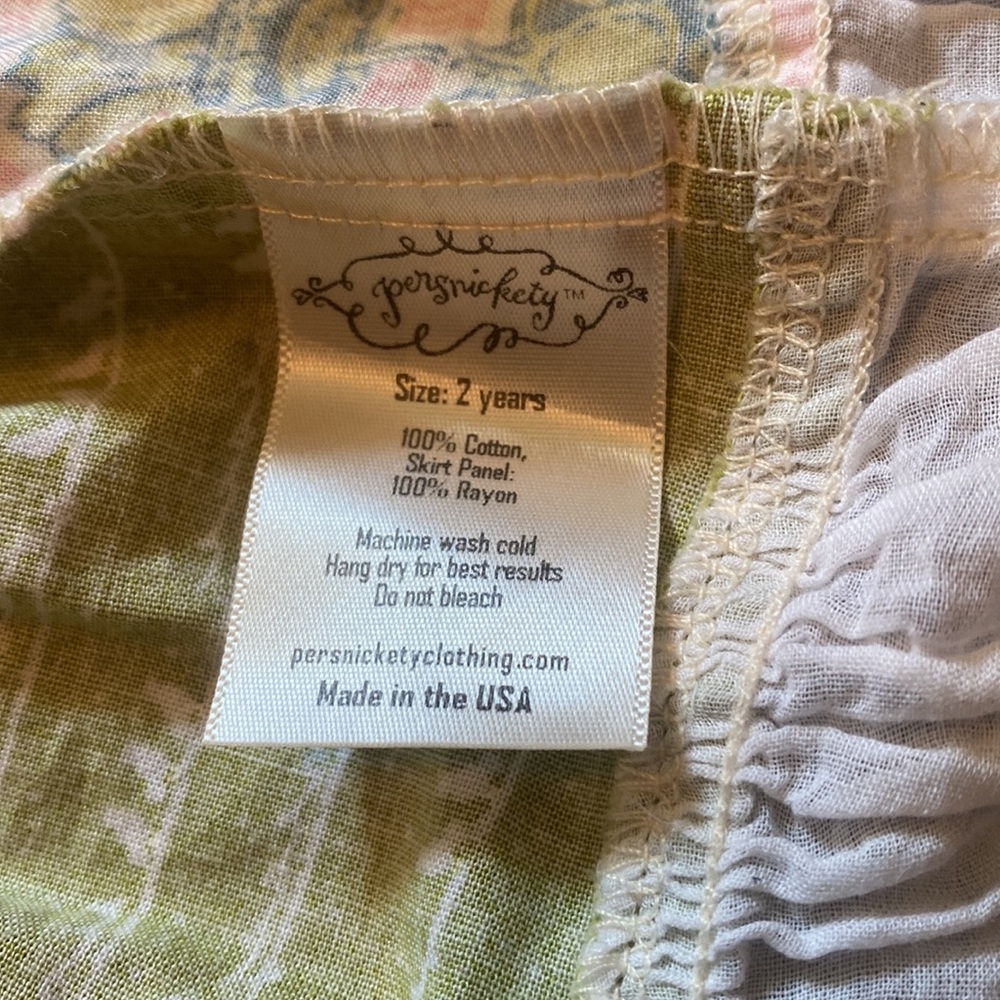 persnickety™
Size: 2 years
100% Cotton,
Skirt Panel:
100% Rayon
Machine wash cold
Hang dry for best results
Do not bleach
persnicketyclothing.com
Made in the USA